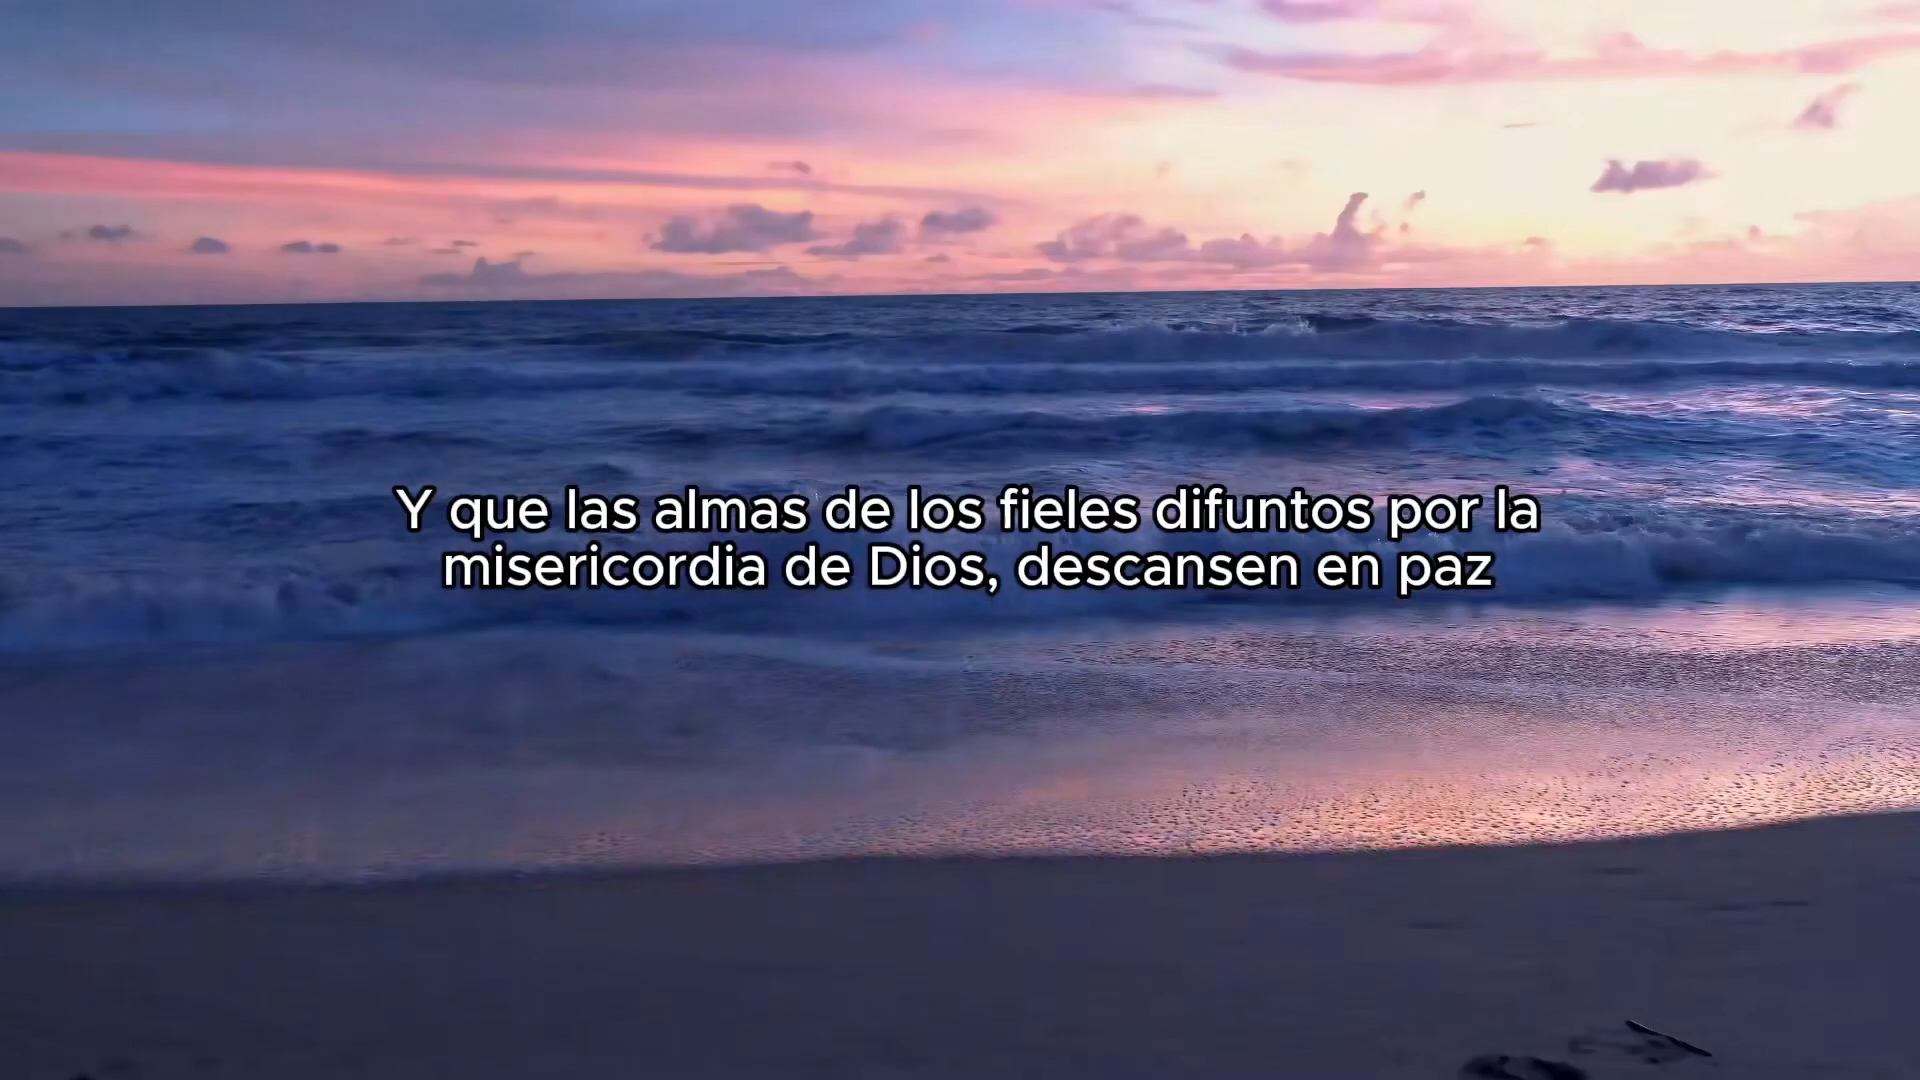 Y que las almas de los fieles difuntos por la
misericordia de Dios, descansen en paz